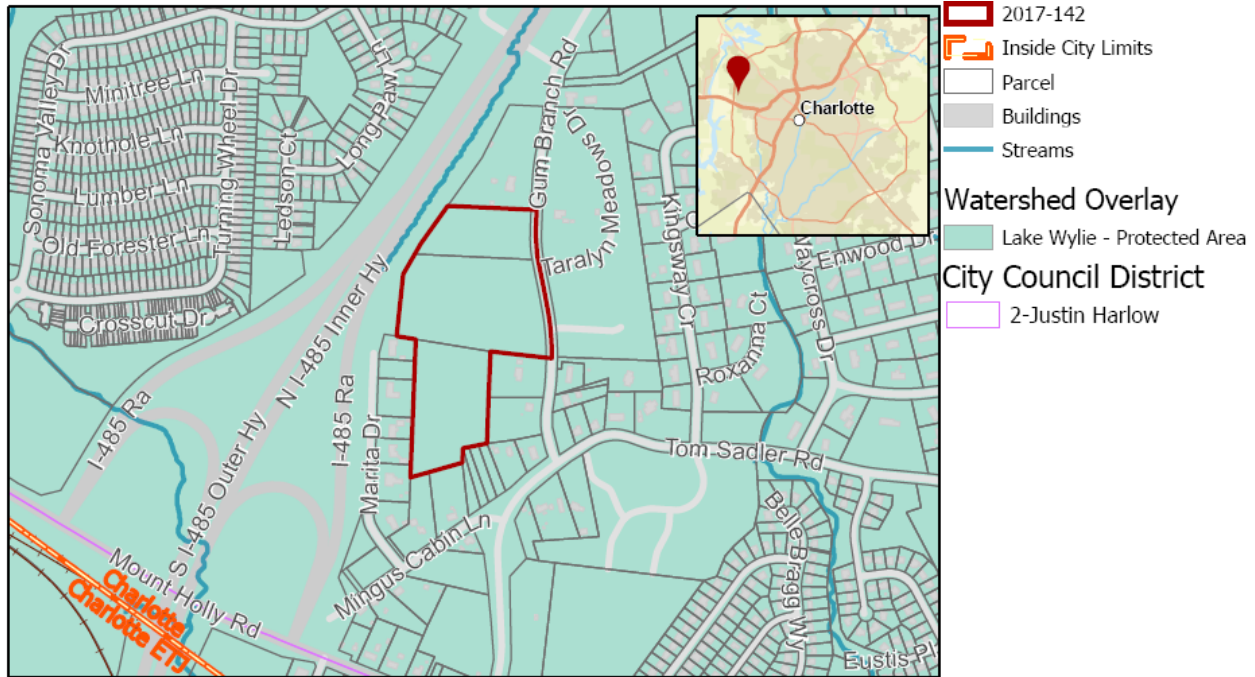 Sonoma Valley Dr
Minitree Ln
Knothole Ln
Lumber Ln
Old Forester Ln
Turning Wheel Dr
Ledson Ct
Long Paw Ln
Crosscut Dr
I-485 Ra
S I-485 Outer Hy
N I-485 Inner Hy
I-485 Ra
Marita Dr
Mount Holly Rd
Charlotte
Charlotte ETJ
Mingus Cabin Ln
Gum Branch Rd
Taralyn Meadows Dr
Kingsway Cr
Roxanna Ct
Waycross Dr
Enwood Dr
Tom Sadler Rd
Belle Bragg Wy
Eustis Pl
Charlotte
2017-142
Inside City Limits
Parcel
Buildings
Streams
Watershed Overlay
Lake Wylie - Protected Area
City Council District
2-Justin Harlow